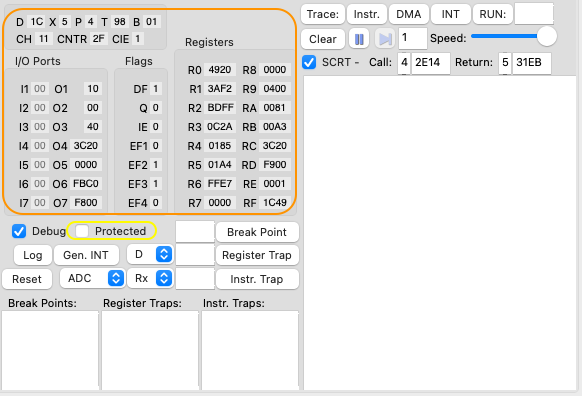 D 1C X 5 P 4 T 98 B 01
CH 11 CNTR 2F CIE 1
I/O Ports
I1 00 O1 10
I2 00 O2 00
I3 00 O3 40
I4 00 O4 3C20
I5 00 O5 0000
I6 00 O6 FBC0
I7 00 O7 F800
Flags
DF 1
Q 0
IE 0
EF1 0
EF2 1
EF3 1
EF4 0
Registers
R0 4920 R8 0000
R1 3AF2 R9 0400
R2 BDFF RA 0081
R3 0C2A RB 00A3
R4 0185 RC 3C20
R5 01A4 RD F900
R6 FFE7 RE 0001
R7 0000 RF 1C49
Trace: Instr. DMA INT RUN:
Clear 1 Speed:
SCRT - Call: 4 2E14 Return: 5 31EB
Debug Protected Break Point
Log Gen. INT D Register Trap
Reset ADC Rx Instr. Trap
Break Points: Register Traps: Instr. Traps: